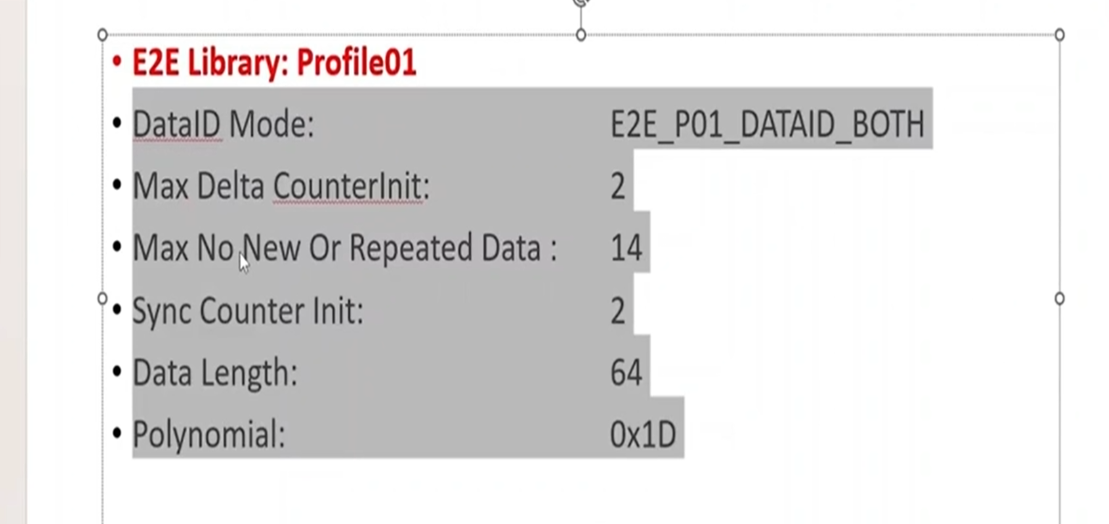 • E2E Library: Profile01
• DataID Mode: E2E_P01_DATAID_BOTH
• Max Delta CounterInit: 2
• Max No New Or Repeated Data : 14
• Sync Counter Init: 2
• Data Length: 64
• Polynomial: 0x1D